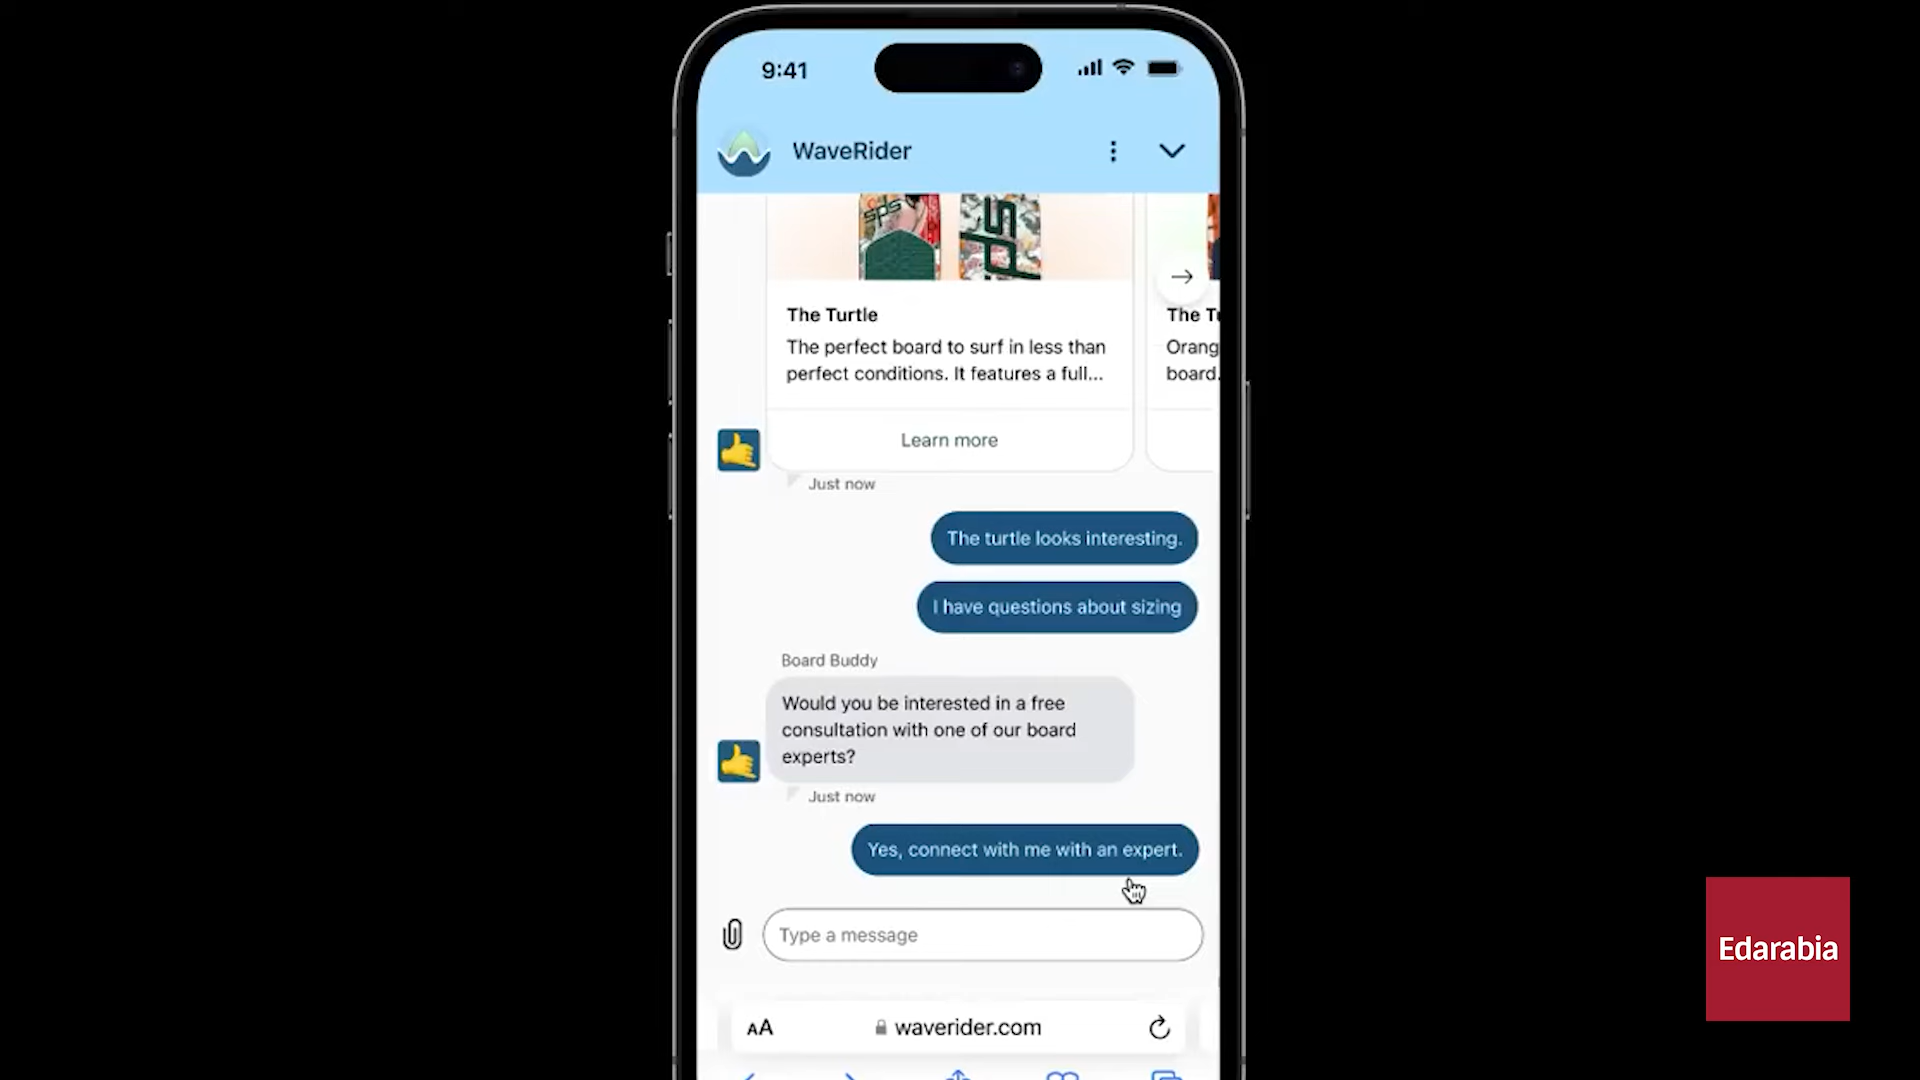 9:41
WaveRider
sps
The Turtle
The perfect board to surf in less than
perfect conditions. It features a full...
Learn more
Orang
board.
Just now
The turtle looks interesting.
I have questions about sizing
Board Buddy
Would you be interested in a free
consultation with one of our board
experts?
Just now
Yes, connect with me with an expert.
Type a message
AA
waverider.com
Edarabia